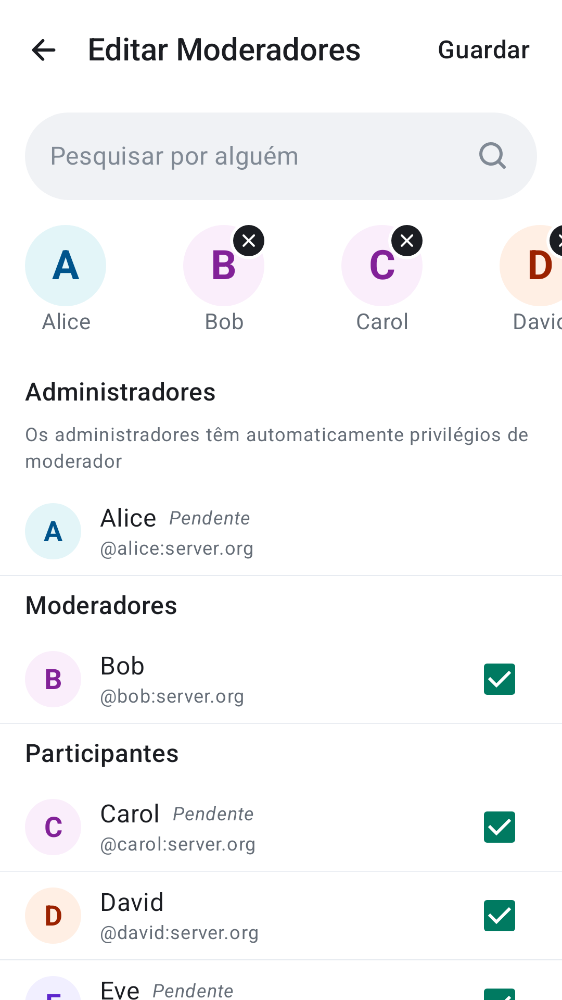 Editar Moderadores
Guardar
Pesquisar por alguém
A
B
C
D
Alice
Bob
Carol
Administradores
Os administradores têm automaticamente privilégios de
moderador
A
Alice Pendente
@alice:server.org
Moderadores
B
Bob
@bob:server.org
Participantes
C
Carol Pendente
@carol:server.org
D
David
@david:server.org
Eve Pendente